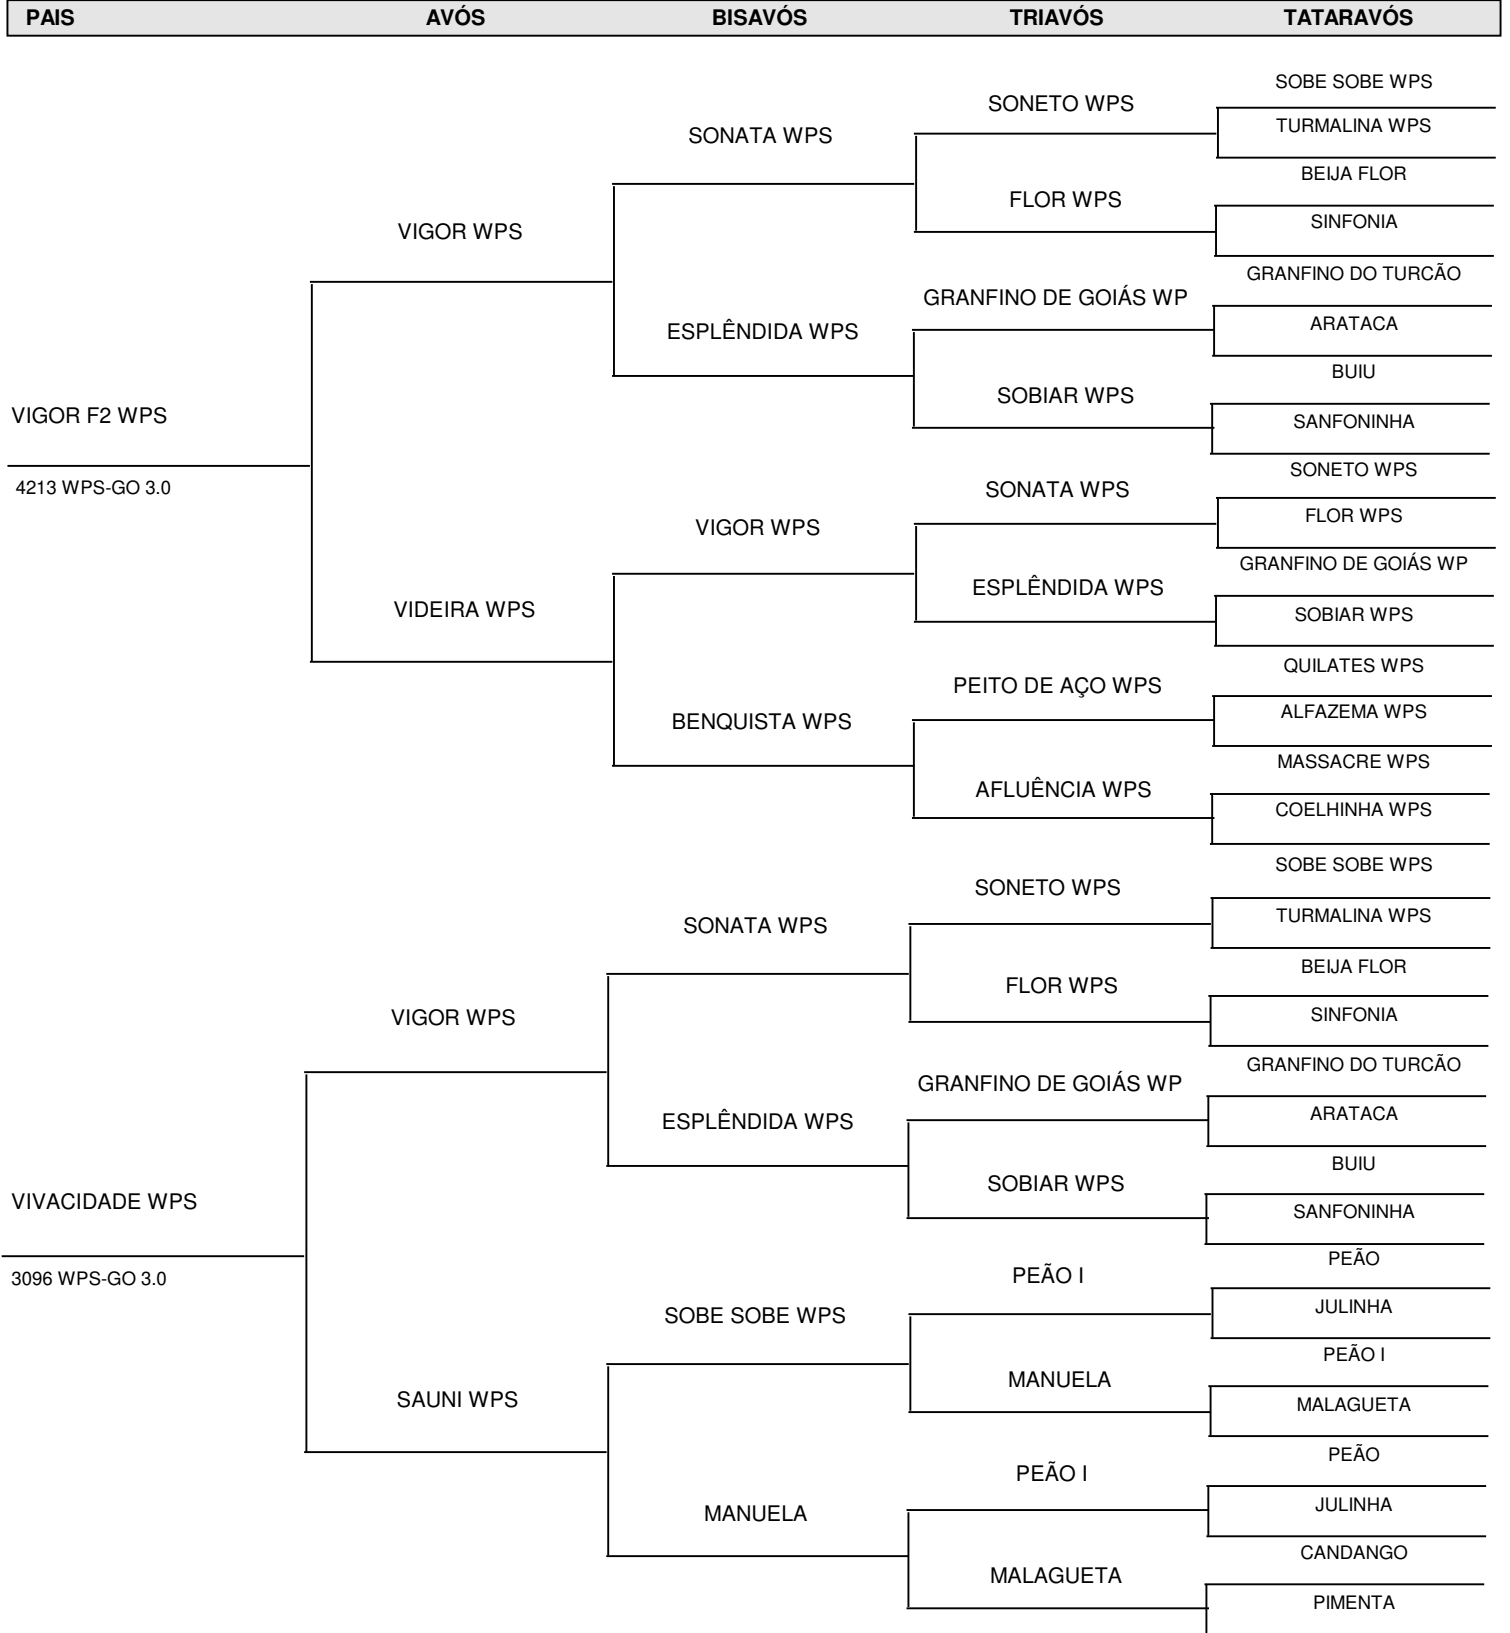 PAIS AVÓS BISAVÓS TRIAVÓS TATARAVÓS
SOBE SOBE WPS
SONETO WPS
TURMALINA WPS
SONATA WPS
BEIJA FLOR
FLOR WPS
SINFONIA
VIGOR WPS
GRANFINO DO TURCÃO
GRANFINO DE GOIÁS WP
ARATACA
ESPLÊNDIDA WPS
BUIU
SOBIAR WPS
VIGOR F2 WPS
SANFONINHA
SONETO WPS
4213 WPS-GO 3.0
SONATA WPS
FLOR WPS
VIGOR WPS
GRANFINO DE GOIÁS WP
ESPLÊNDIDA WPS
VIDEIRA WPS
SOBIAR WPS
QUILATES WPS
PEITO DE AÇO WPS
ALFAZEMA WPS
BENQUISTA WPS
MASSACRE WPS
AFLUÊNCIA WPS
COELHINHA WPS
SOBE SOBE WPS
SONETO WPS
TURMALINA WPS
SONATA WPS
BEIJA FLOR
FLOR WPS
SINFONIA
VIGOR WPS
GRANFINO DO TURCÃO
GRANFINO DE GOIÁS WP
ARATACA
ESPLÊNDIDA WPS
BUIU
SOBIAR WPS
VIVACIDADE WPS
SANFONINHA
PEÃO
3096 WPS-GO 3.0
PEÃO I
JULINHA
SOBE SOBE WPS
PEÃO I
MANUELA
SAUNI WPS
MALAGUETA
PEÃO
PEÃO I
JULINHA
MANUELA
CANDANGO
MALAGUETA
PIMENTA